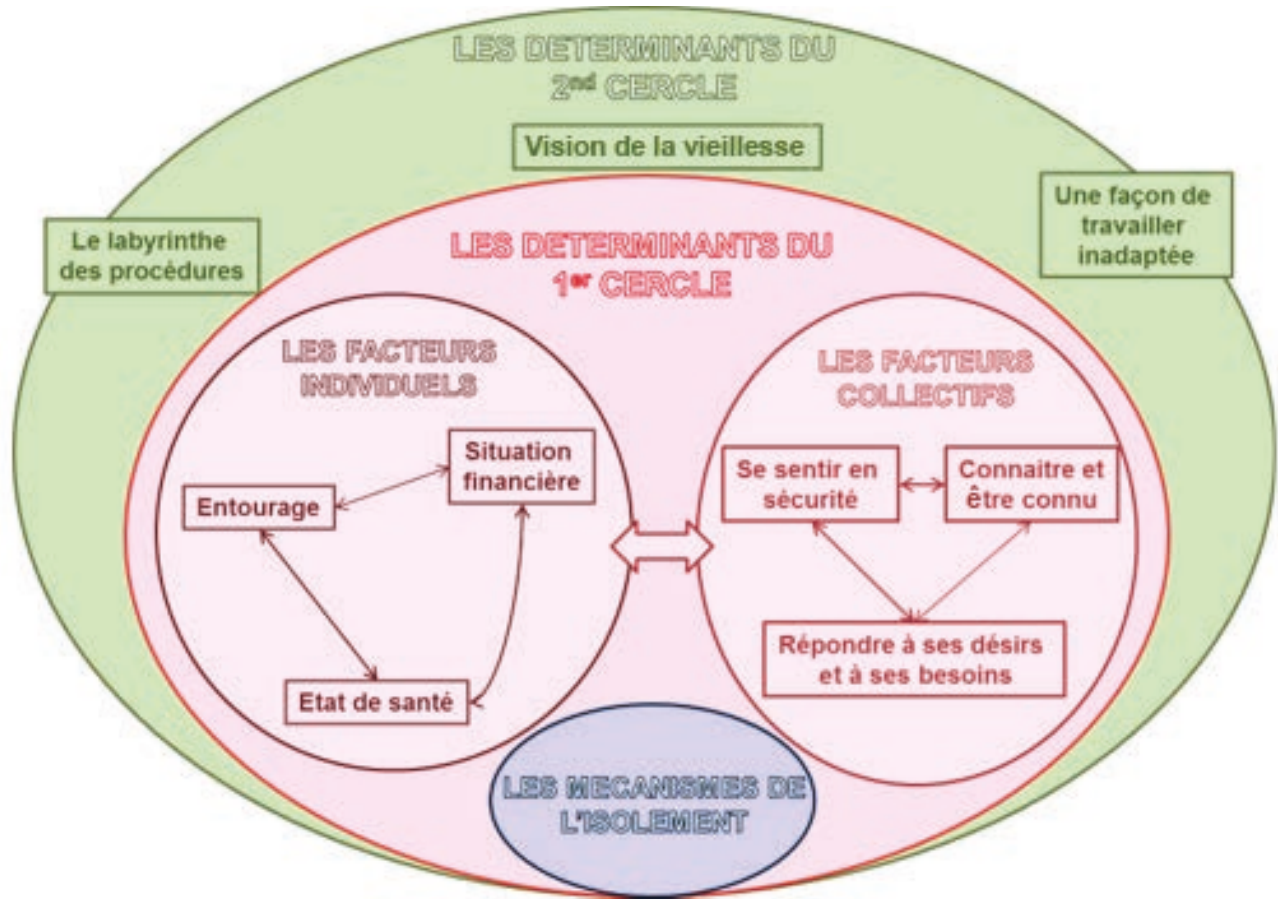 LES DETERMINANTS DU
2nd CERCLE
Vision de la vieillesse
Une façon de
travailler
inadaptée
Le labyrinthe
des procédures
LES DETERMINANTS DU
1er CERCLE
LES FACTEURS
INDIVIDUELS
Situation
financière
Entourage
Etat de santé
LES FACTEURS
COLLECTIFS
Se sentir en
sécurité
Connaitre et
être connu
Répondre à ses désirs
et à ses besoins
LES MECANISMES DE
L'ISOLEMENT